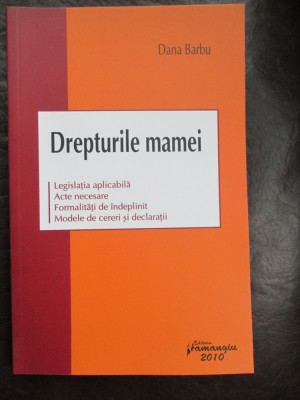 Dana Barbu
Drepturile mamei
Legislația aplicabilă
Acte necesare
Formalități de îndeplinit
Modele de cereri și declarații
Editura
Hamangiu
2010